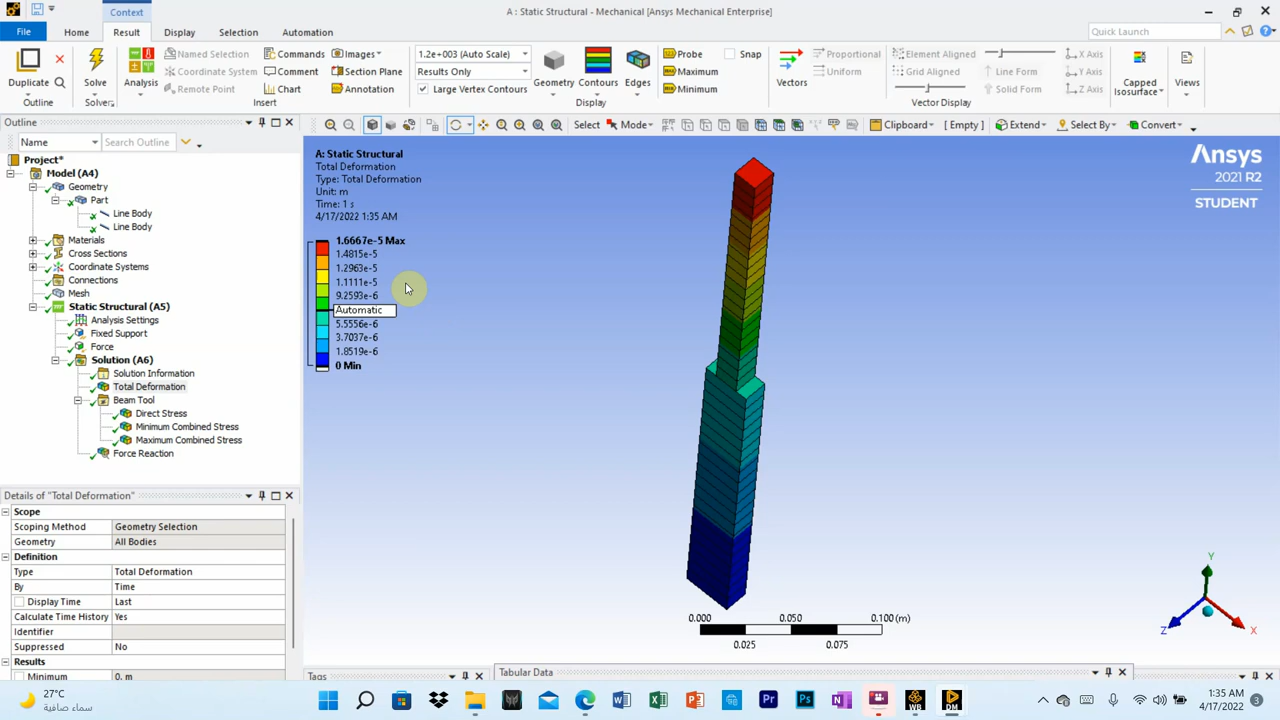 Context
A : Static Structural - Mechanical [Ansys Mechanical Enterprise]
File
Home
Result
Display
Selection
Automation
Quick Launch
Duplicate
Outline
Solve
Solver
Analysis
Named Selection
Coordinate System
Remote Point
Commands
Comment
Chart
Images
Section Plane
Annotation
Insert
1.2e+003 (Auto Scale)
Results Only
Large Vertex Contours
Geometry
Contours
Edges
Display
Probe
Maximum
Minimum
Snap
Vectors
Proportional
Uniform
Element Aligned
Grid Aligned
Line Form
Solid Form
X Axis
Y Axis
Z Axis
Vector Display
Capped
Isosurface
Views
Outline
Name
Search Outline
Select
Mode
Clipboard
[ Empty ]
Extend
Select By
Convert
Project*
Model (A4)
Geometry
Part
Line Body
Line Body
Materials
Cross Sections
Coordinate Systems
Connections
Mesh
Static Structural (A5)
Analysis Settings
Fixed Support
Force
Solution (A6)
Solution Information
Total Deformation
Beam Tool
Direct Stress
Minimum Combined Stress
Maximum Combined Stress
Force Reaction
A: Static Structural
Total Deformation
Type: Total Deformation
Unit: m
Time: 1 s
4/17/2022 1:35 AM
1.6667e-5 Max
1.4815e-5
1.2963e-5
1.1111e-5
9.2593e-6
Automatic
5.5556e-6
3.7037e-6
1.8519e-6
0 Min
Ansys
2021 R2
STUDENT
Details of "Total Deformation"
Scope
Scoping Method Geometry Selection
Geometry All Bodies
Definition
Type Total Deformation
By Time
Display Time Last
Calculate Time History Yes
Identifier
Suppressed No
Results
Minimum 0. m
0.000 0.050 0.100 (m)
0.025 0.075
Y
Z
X
Tags
Tabular Data
27°C
سماء صافية
W
X
P
N
Pr
Ps
WB
DM
1:35 AM
4/17/2022
3